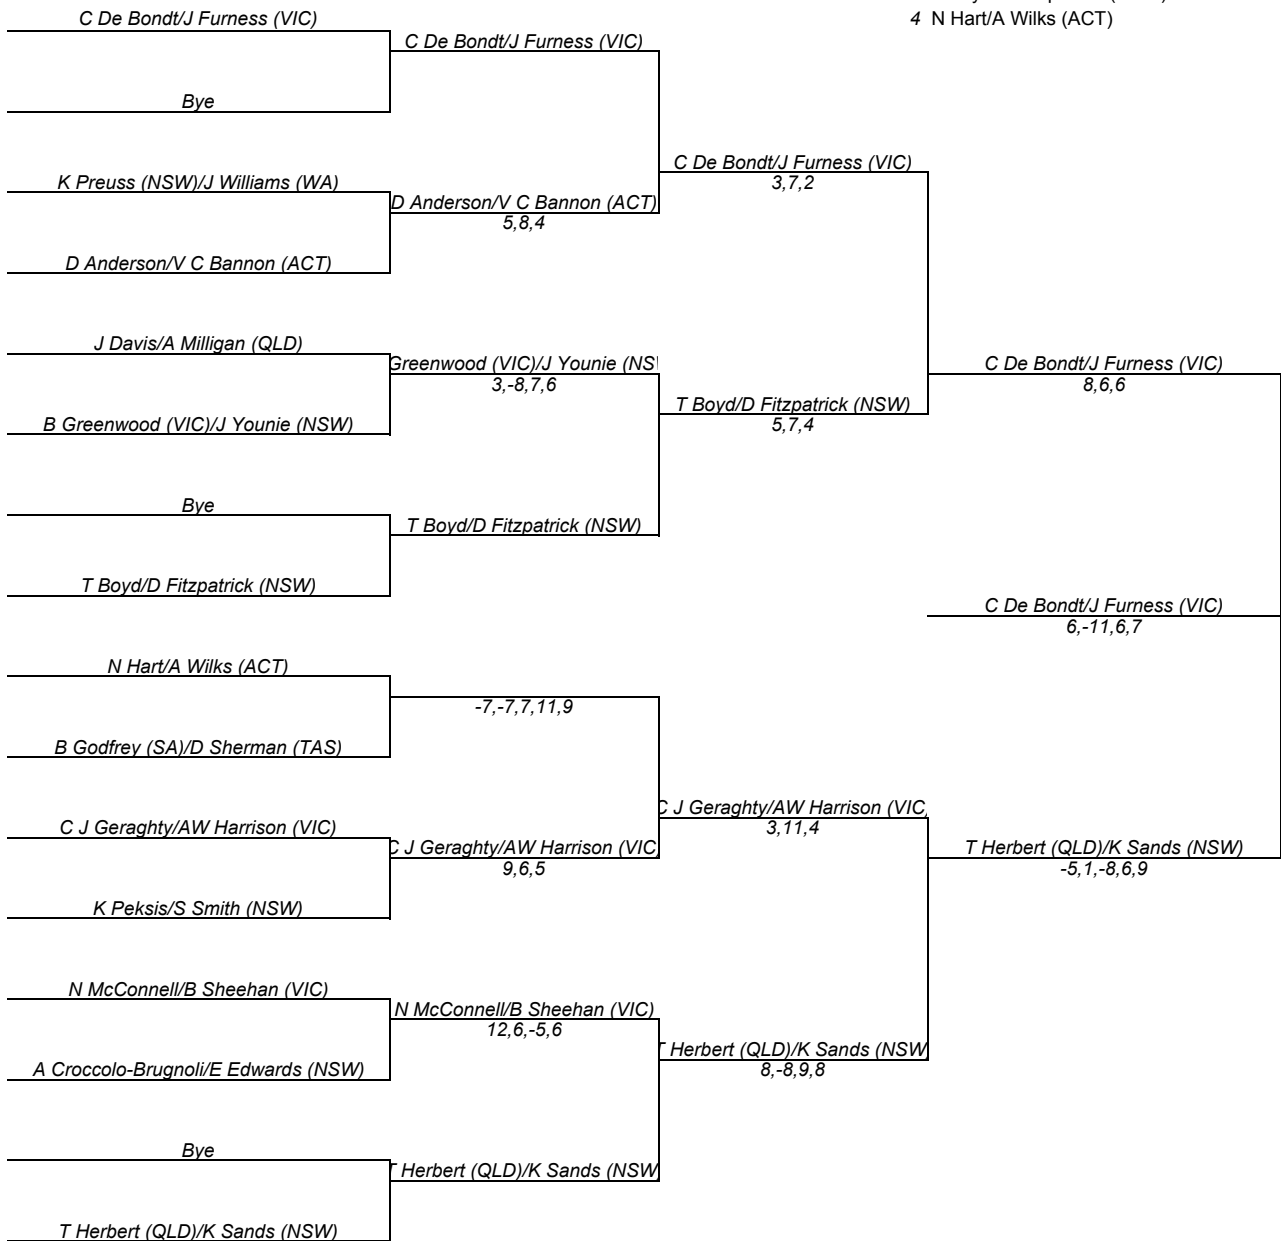 C De Bondt/J Furness (VIC)
4 N Hart/A Wilks (ACT)
C De Bondt/J Furness (VIC)
Bye
C De Bondt/J Furness (VIC)
3,7,2
K Preuss (NSW)/J Williams (WA)
D Anderson/V C Bannon (ACT)
5,8,4
D Anderson/V C Bannon (ACT)
J Davis/A Milligan (QLD)
Greenwood (VIC)/J Younie (NS
3,-8,7,6
C De Bondt/J Furness (VIC)
8,6,6
T Boyd/D Fitzpatrick (NSW)
5,7,4
B Greenwood (VIC)/J Younie (NSW)
Bye
T Boyd/D Fitzpatrick (NSW)
T Boyd/D Fitzpatrick (NSW)
C De Bondt/J Furness (VIC)
6,-11,6,7
N Hart/A Wilks (ACT)
-7,-7,7,11,9
B Godfrey (SA)/D Sherman (TAS)
C J Geraghty/AW Harrison (VIC)
3,11,4
C J Geraghty/AW Harrison (VIC)
C J Geraghty/AW Harrison (VIC)
9,6,5
T Herbert (QLD)/K Sands (NSW)
-5,1,-8,6,9
K Peksis/S Smith (NSW)
N McConnell/B Sheehan (VIC)
N McConnell/B Sheehan (VIC)
12,6,-5,6
T Herbert (QLD)/K Sands (NSW
8,-8,9,8
A Croccolo-Brugnoli/E Edwards (NSW)
Bye
T Herbert (QLD)/K Sands (NSW
T Herbert (QLD)/K Sands (NSW)